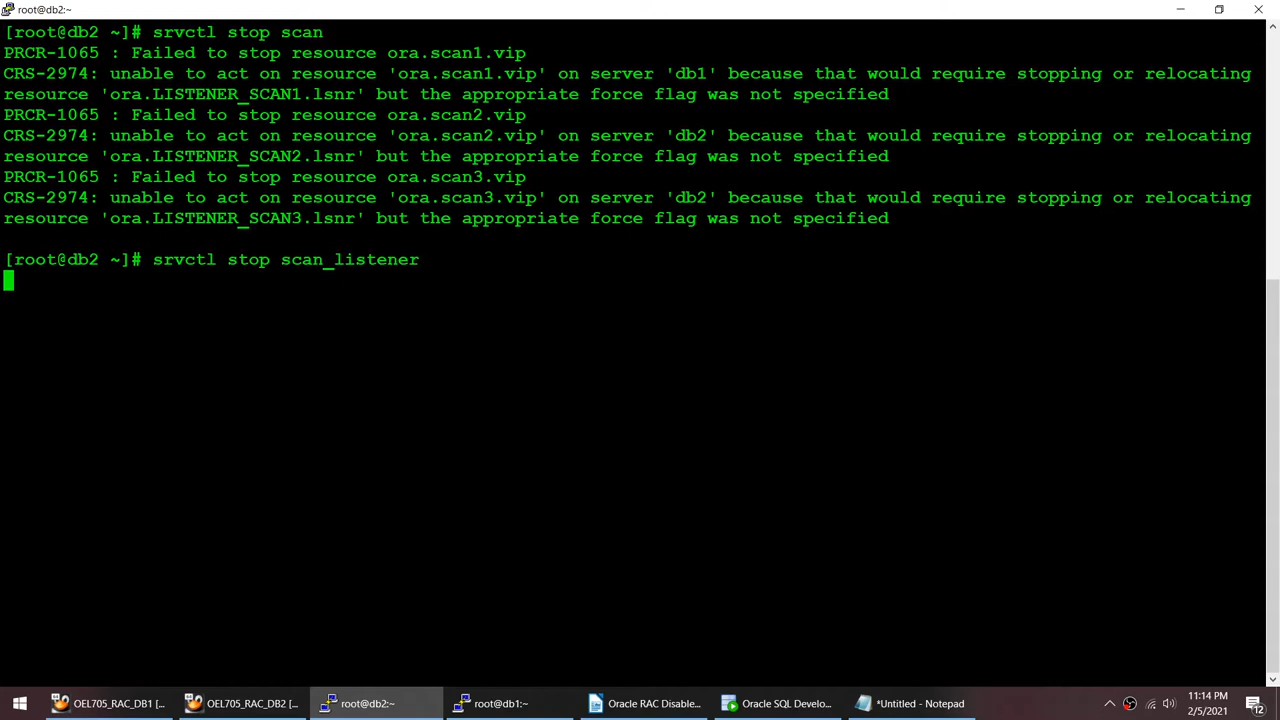 root@db2:~
[root@db2 ~]# srvctl stop scan
PRCR-1065 : Failed to stop resource ora.scan1.vip
CRS-2974: unable to act on resource 'ora.scan1.vip' on server 'db1' because that would require stopping or relocating
resource 'ora.LISTENER_SCAN1.lsnr' but the appropriate force flag was not specified
PRCR-1065 : Failed to stop resource ora.scan2.vip
CRS-2974: unable to act on resource 'ora.scan2.vip' on server 'db2' because that would require stopping or relocating
resource 'ora.LISTENER_SCAN2.lsnr' but the appropriate force flag was not specified
PRCR-1065 : Failed to stop resource ora.scan3.vip
CRS-2974: unable to act on resource 'ora.scan3.vip' on server 'db2' because that would require stopping or relocating
resource 'ora.LISTENER_SCAN3.lsnr' but the appropriate force flag was not specified
[root@db2 ~]# srvctl stop scan_listener
OEL705_RAC_DB1 [... OEL705_RAC_DB2 [... root@db2:~ root@db1:~ Oracle RAC Disable... Oracle SQL Develo... *Untitled - Notepad 11:14 PM
2/5/2021 12